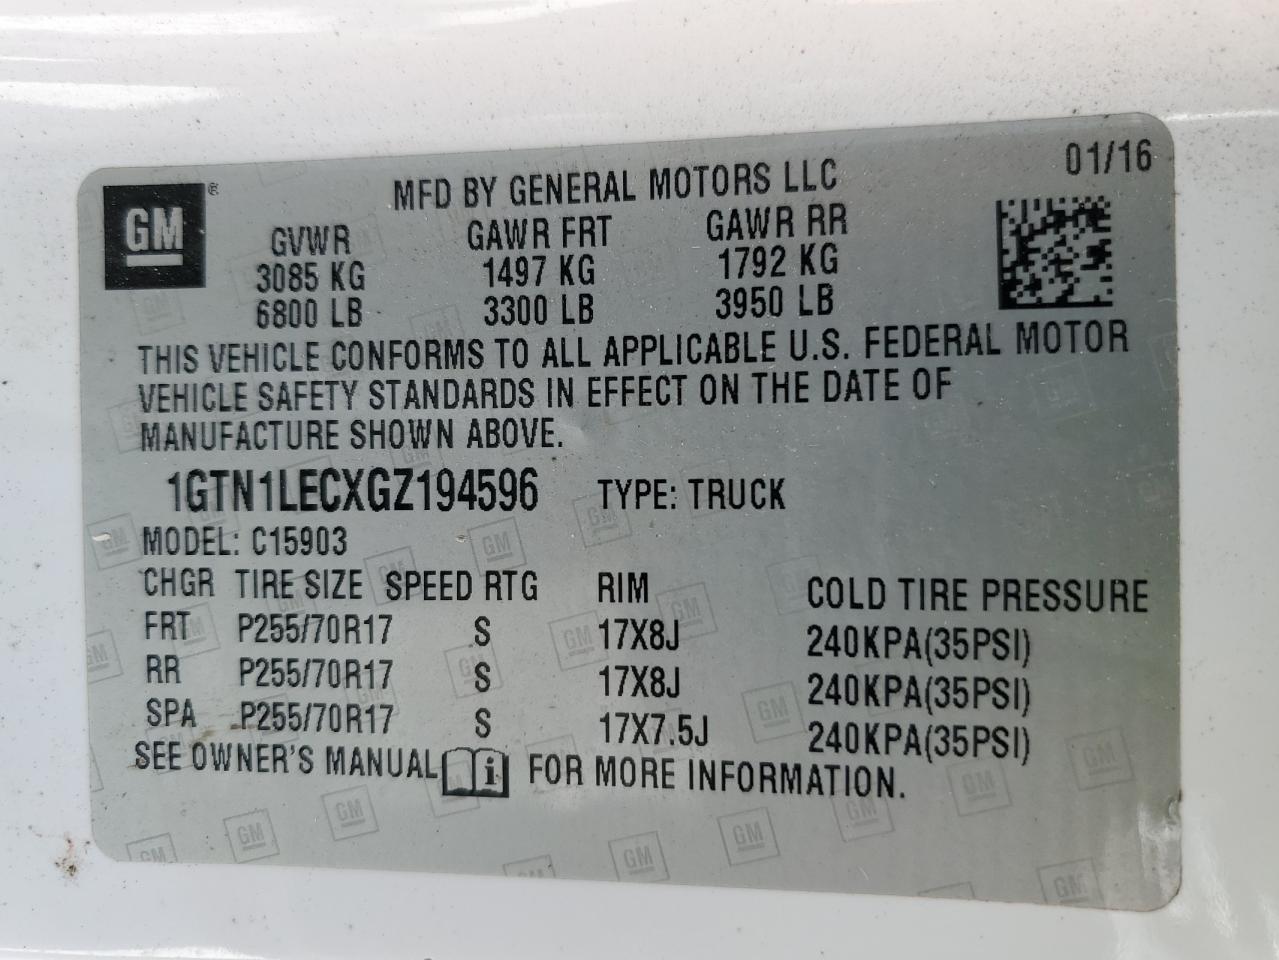 01/16
GM ®
MFD BY GENERAL MOTORS LLC
GVWR GAWR FRT GAWR RR
3085 KG 1497 KG 1792 KG
6800 LB 3300 LB 3950 LB
THIS VEHICLE CONFORMS TO ALL APPLICABLE U.S. FEDERAL MOTOR
VEHICLE SAFETY STANDARDS IN EFFECT ON THE DATE OF
MANUFACTURE SHOWN ABOVE.
1GTN1LECXGZ194596 TYPE: TRUCK
MODEL: C15903
CHGR TIRE SIZE SPEED RTG RIM COLD TIRE PRESSURE
FRT P255/70R17 S 17X8J 240KPA(35PSI)
RR P255/70R17 S 17X8J 240KPA(35PSI)
SPA P255/70R17 S 17X7.5J 240KPA(35PSI)
SEE OWNER'S MANUAL i FOR MORE INFORMATION.